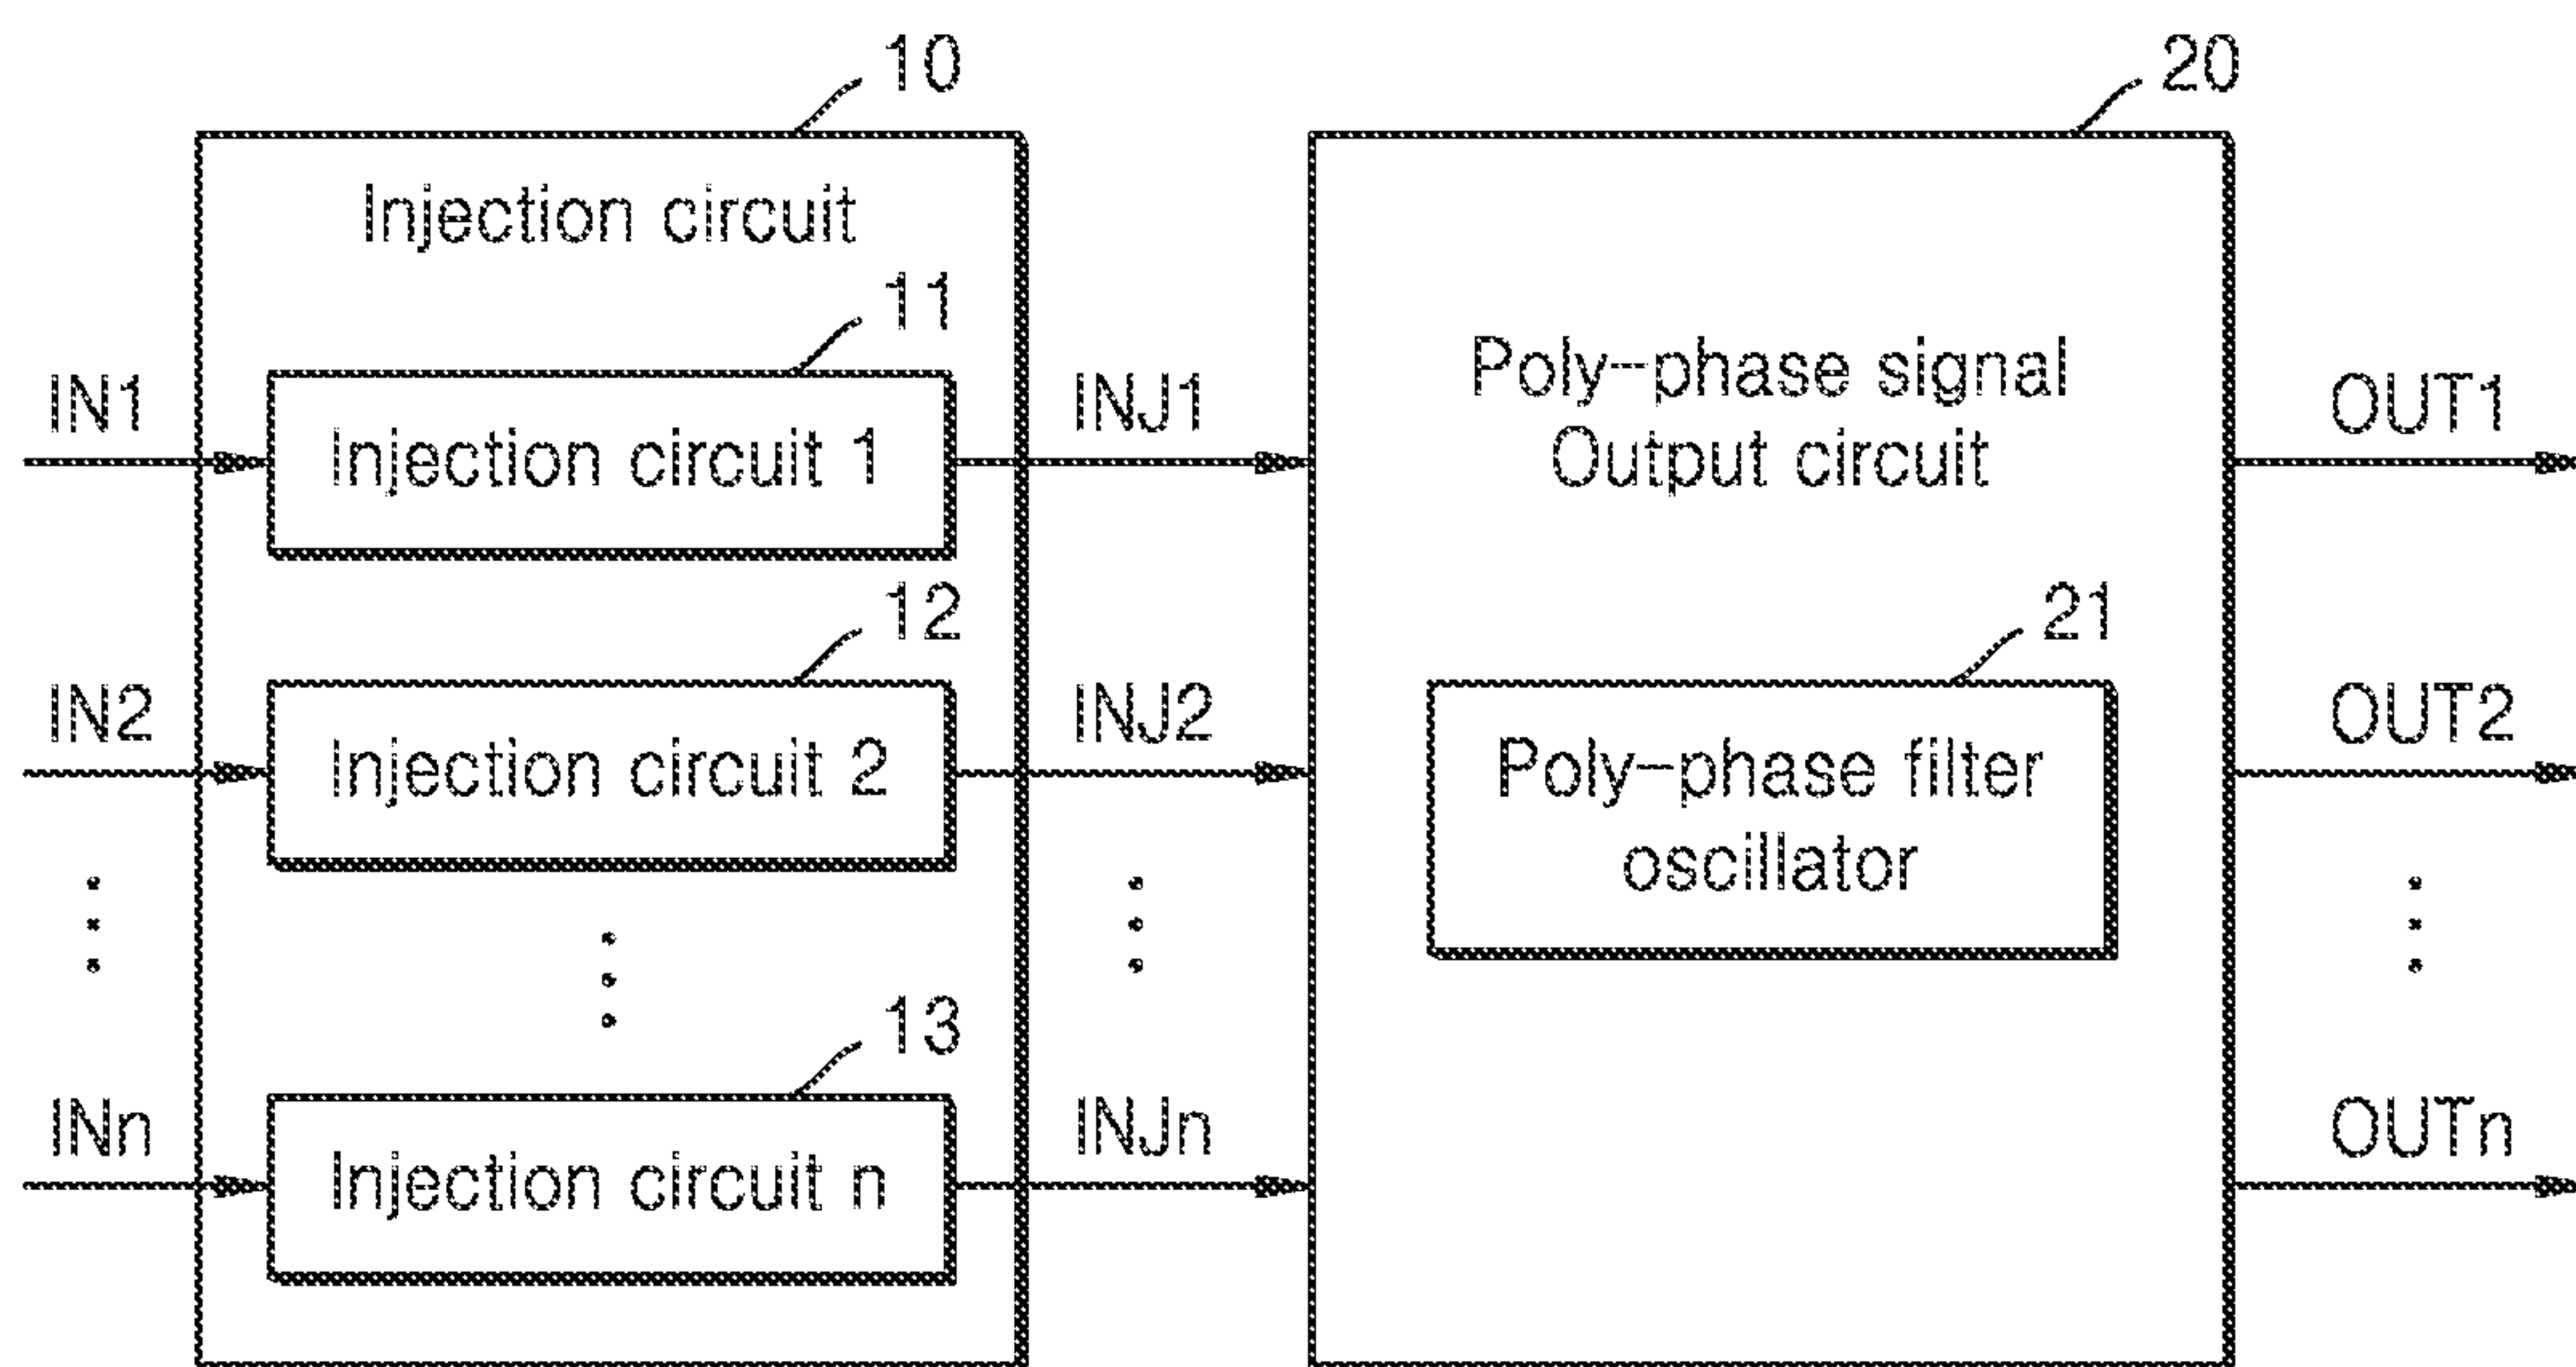 10
20
Injection circuit
11
IN1
Injection circuit 1
INJ1
Poly-phase signal
Output circuit
OUT1
12
21
IN2
Injection circuit 2
INJ2
Poly-phase filter
oscillator
OUT2
13
INn
Injection circuit n
INJn
OUTn